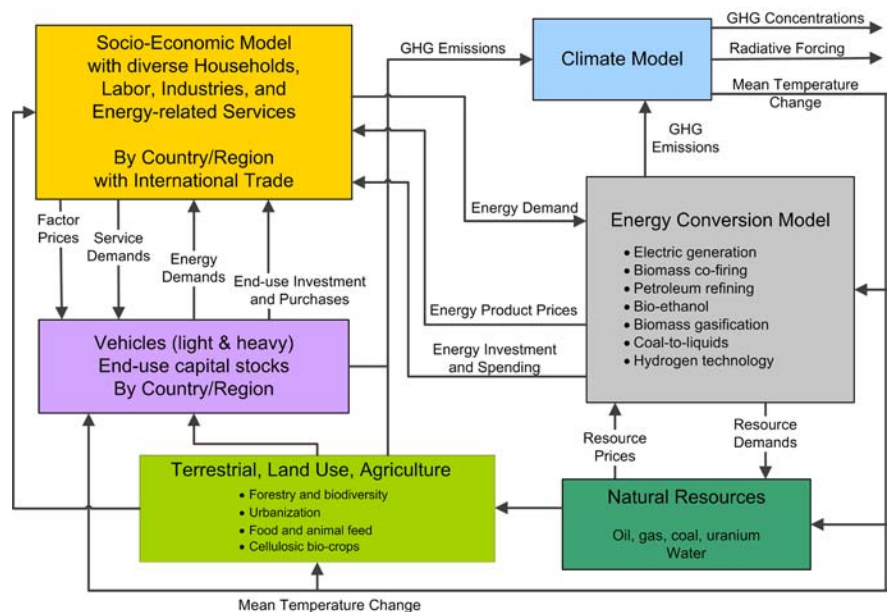 Socio-Economic Model
with diverse Households,
Labor, Industries, and
Energy-related Services
By Country/Region
with International Trade
GHG Emissions
Climate Model
GHG Concentrations
Radiative Forcing
Mean Temperature
Change
GHG
Emissions
Energy Demand
Energy Conversion Model
• Electric generation
• Biomass co-firing
• Petroleum refining
• Bio-ethanol
• Biomass gasification
• Coal-to-liquids
• Hydrogen technology
Factor
Prices
Service
Demands
Energy
Demands
End-use Investment
and Purchases
Energy Product Prices
Energy Investment
and Spending
Vehicles (light & heavy)
End-use capital stocks
By Country/Region
Resource
Prices
Resource
Demands
Terrestrial, Land Use, Agriculture
• Forestry and biodiversity
• Urbanization
• Food and animal feed
• Cellulosic bio-crops
Natural Resources
Oil, gas, coal, uranium
Water
Mean Temperature Change